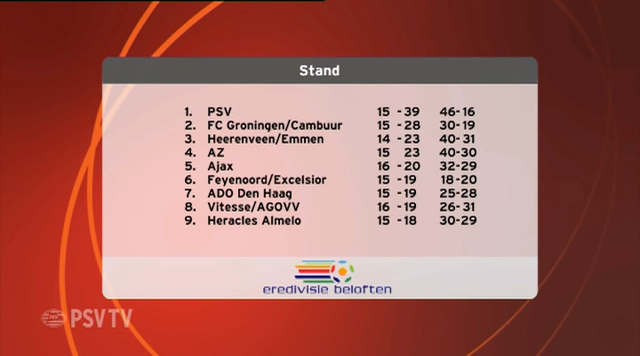 Stand
1. PSV 15 - 39 46-16
2. FC Groningen/Cambuur 15 - 28 30-19
3. Heerenveen/Emmen 14 - 23 40-31
4. AZ 15 23 40-30
5. Ajax 16 - 20 32-29
6. Feyenoord/Excelsior 15 - 19 18-20
7. ADO Den Haag 15 - 19 25-28
8. Vitesse/AGOVV 16 - 19 26-31
9. Heracles Almelo 15 - 18 30-29
eredivisie beloften
PSV TV